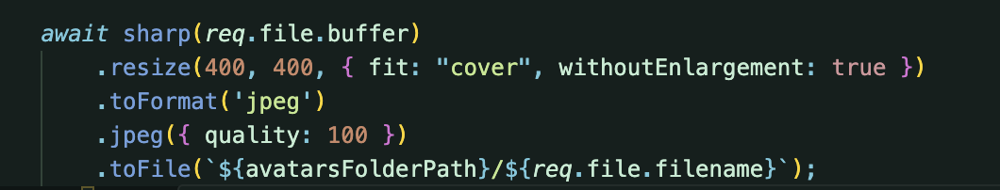 await sharp(req.file.buffer)
.resize(400, 400, { fit: "cover", withoutEnlargement: true })
.toFormat('jpeg')
.jpeg({ quality: 100 })
.toFile(`${avatarsFolderPath}/${req.file.filename}`);